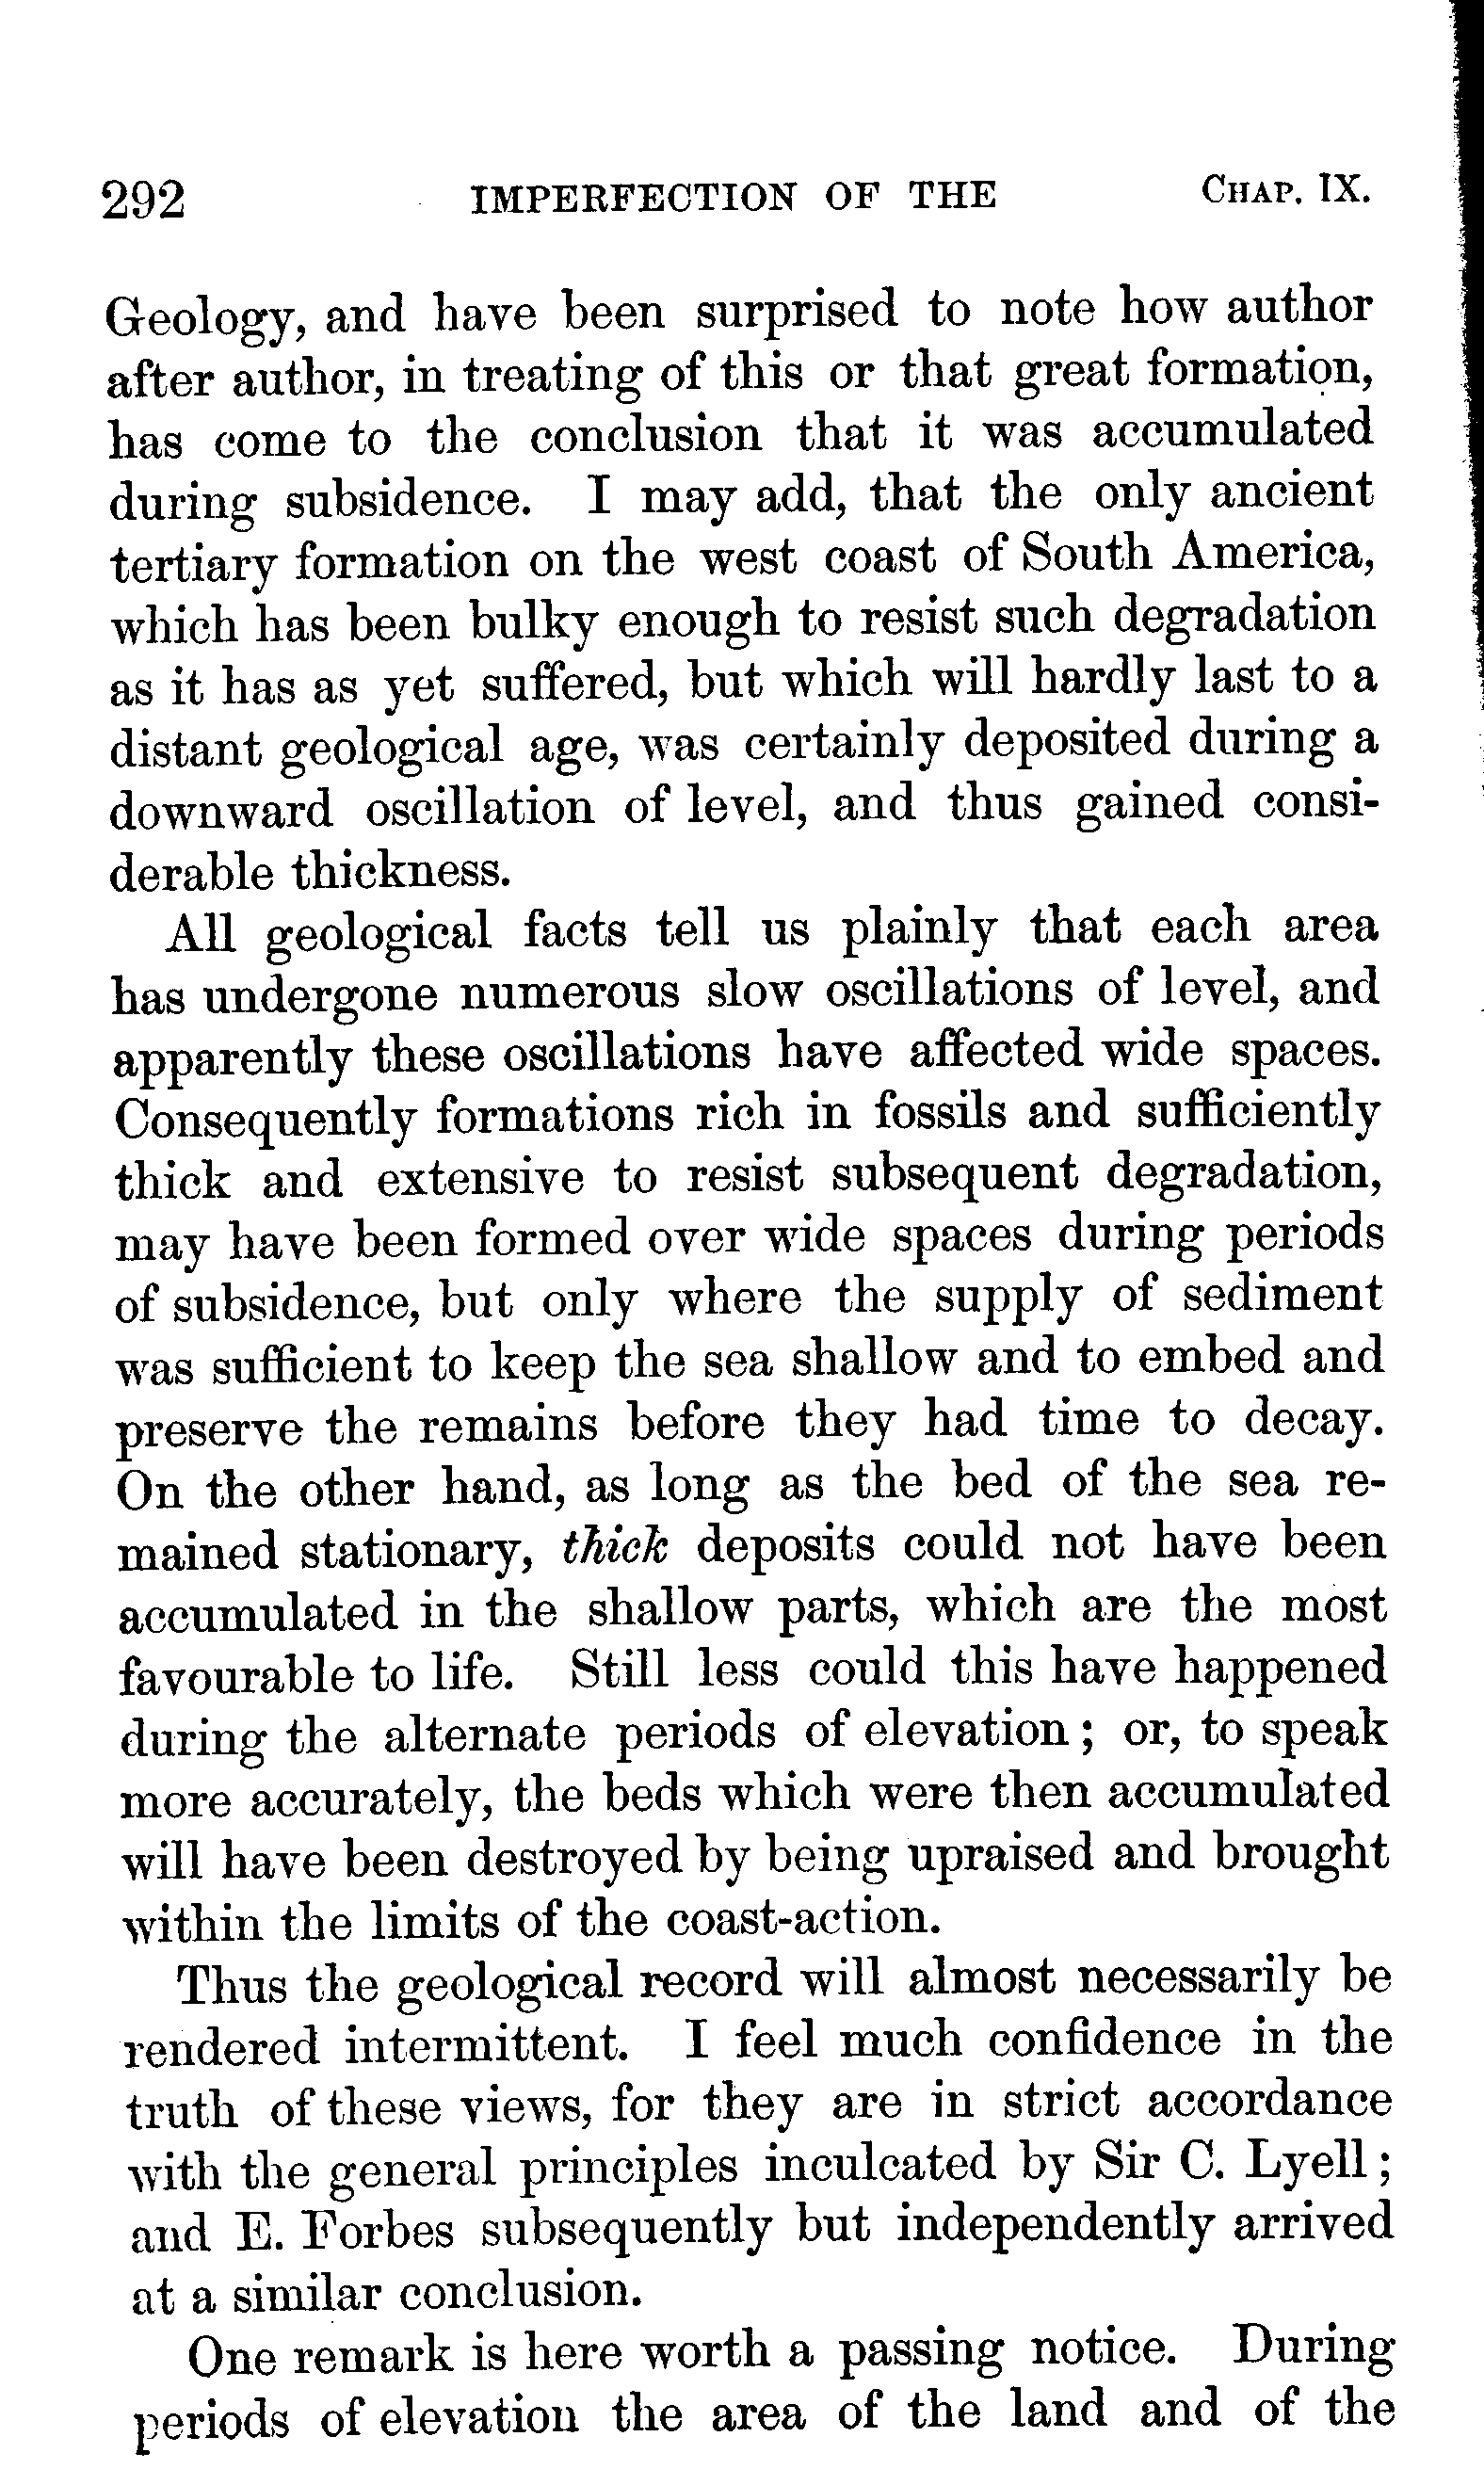 292 IMPERFECTION OF THE CHAP. IX.
Geology, and have been surprised to note how author
after author, in treating of this or that great formation,
has come to the conclusion that it was accumulated
during subsidence. I may add, that the only ancient
tertiary formation on the west coast of South America,
which has been bulky enough to resist such degradation
as it has as yet suffered, but which will hardly last to a
distant geological age, was certainly deposited during a
downward oscillation of level, and thus gained consi-
derable thickness.
All geological facts tell us plainly that each area
has undergone numerous slow oscillations of level, and
apparently these oscillations have affected wide spaces.
Consequently formations rich in fossils and sufficiently
thick and extensive to resist subsequent degradation,
may have been formed over wide spaces during periods
of subsidence, but only where the supply of sediment
was sufficient to keep the sea shallow and to embed and
preserve the remains before they had time to decay.
On the other hand, as long as the bed of the sea re-
mained stationary, thick deposits could not have been
accumulated in the shallow parts, which are the most
favourable to life. Still less could this have happened
during the alternate periods of elevation; or, to speak
more accurately, the beds which were then accumulated
will have been destroyed by being upraised and brought
within the limits of the coast-action.
Thus the geological record will almost necessarily be
rendered intermittent. I feel much confidence in the
truth of these views, for they are in strict accordance
with the general principles inculcated by Sir C. Lyell;
and E. Forbes subsequently but independently arrived
at a similar conclusion.
One remark is here worth a passing notice. During
periods of elevation the area of the land and of the